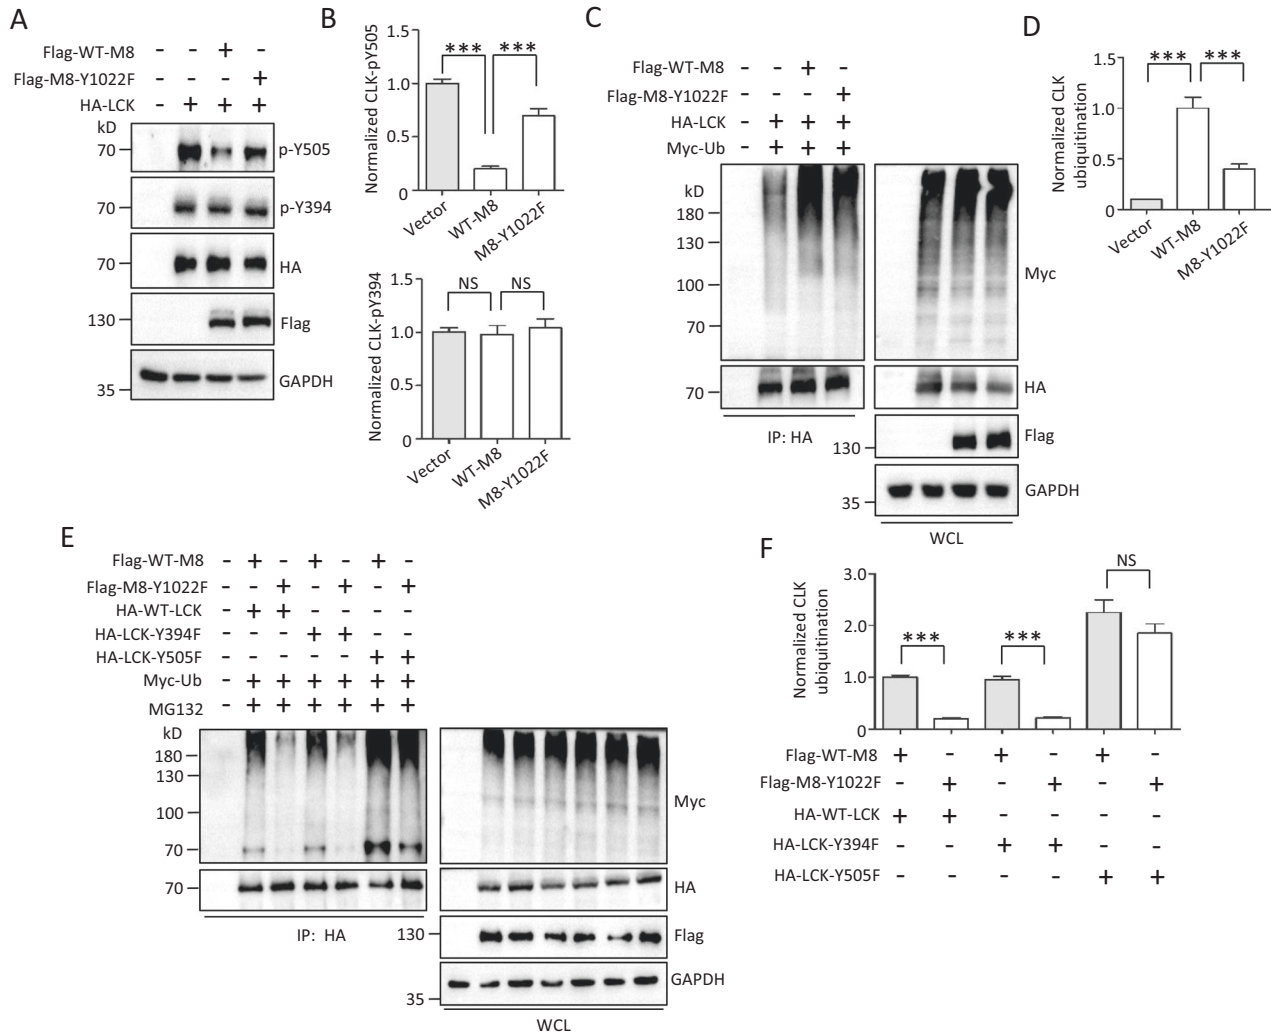 A
Flag-WT-M8 - - + -
Flag-M8-Y1022F - - - +
HA-LCK - + + +
kD
70 p-Y505
70 p-Y394
70 HA
130 Flag
35 GAPDH
B
Normalized CLK-pY505
1.5
1.0
0.5
0
*** ***
Vector WT-M8 M8-Y1022F
Normalized CLK-pY394
1.5
1.0
0.5
0
NS NS
Vector WT-M8 M8-Y1022F
C
Flag-WT-M8 - - + -
Flag-M8-Y1022F - - - +
HA-LCK - + + +
Myc-Ub - + + +
kD
180
130
100
70
Myc
70 HA
IP: HA
130 Flag
35 GAPDH
WCL
D
Normalized CLK
ubiquitination
1.5
1.0
0.5
0
*** ***
Vector WT-M8 M8-Y1022F
E
Flag-WT-M8 - + - + - + -
Flag-M8-Y1022F - - + - + - +
HA-WT-LCK - + + - - - -
HA-LCK-Y394F - - - + + - -
HA-LCK-Y505F - - - - - + +
Myc-Ub - + + + + + +
MG132 - + + + + + +
kD
180
130
100
70
Myc
70 HA
IP: HA
130 Flag
GAPDH
35
WCL
F
Normalized CLK
ubiquitination
3.0
2.0
1.0
0
*** *** NS
Flag-WT-M8 + - + - + -
Flag-M8-Y1022F - + - + - +
HA-WT-LCK + + - - - -
HA-LCK-Y394F - - + + - -
HA-LCK-Y505F - - - - + +